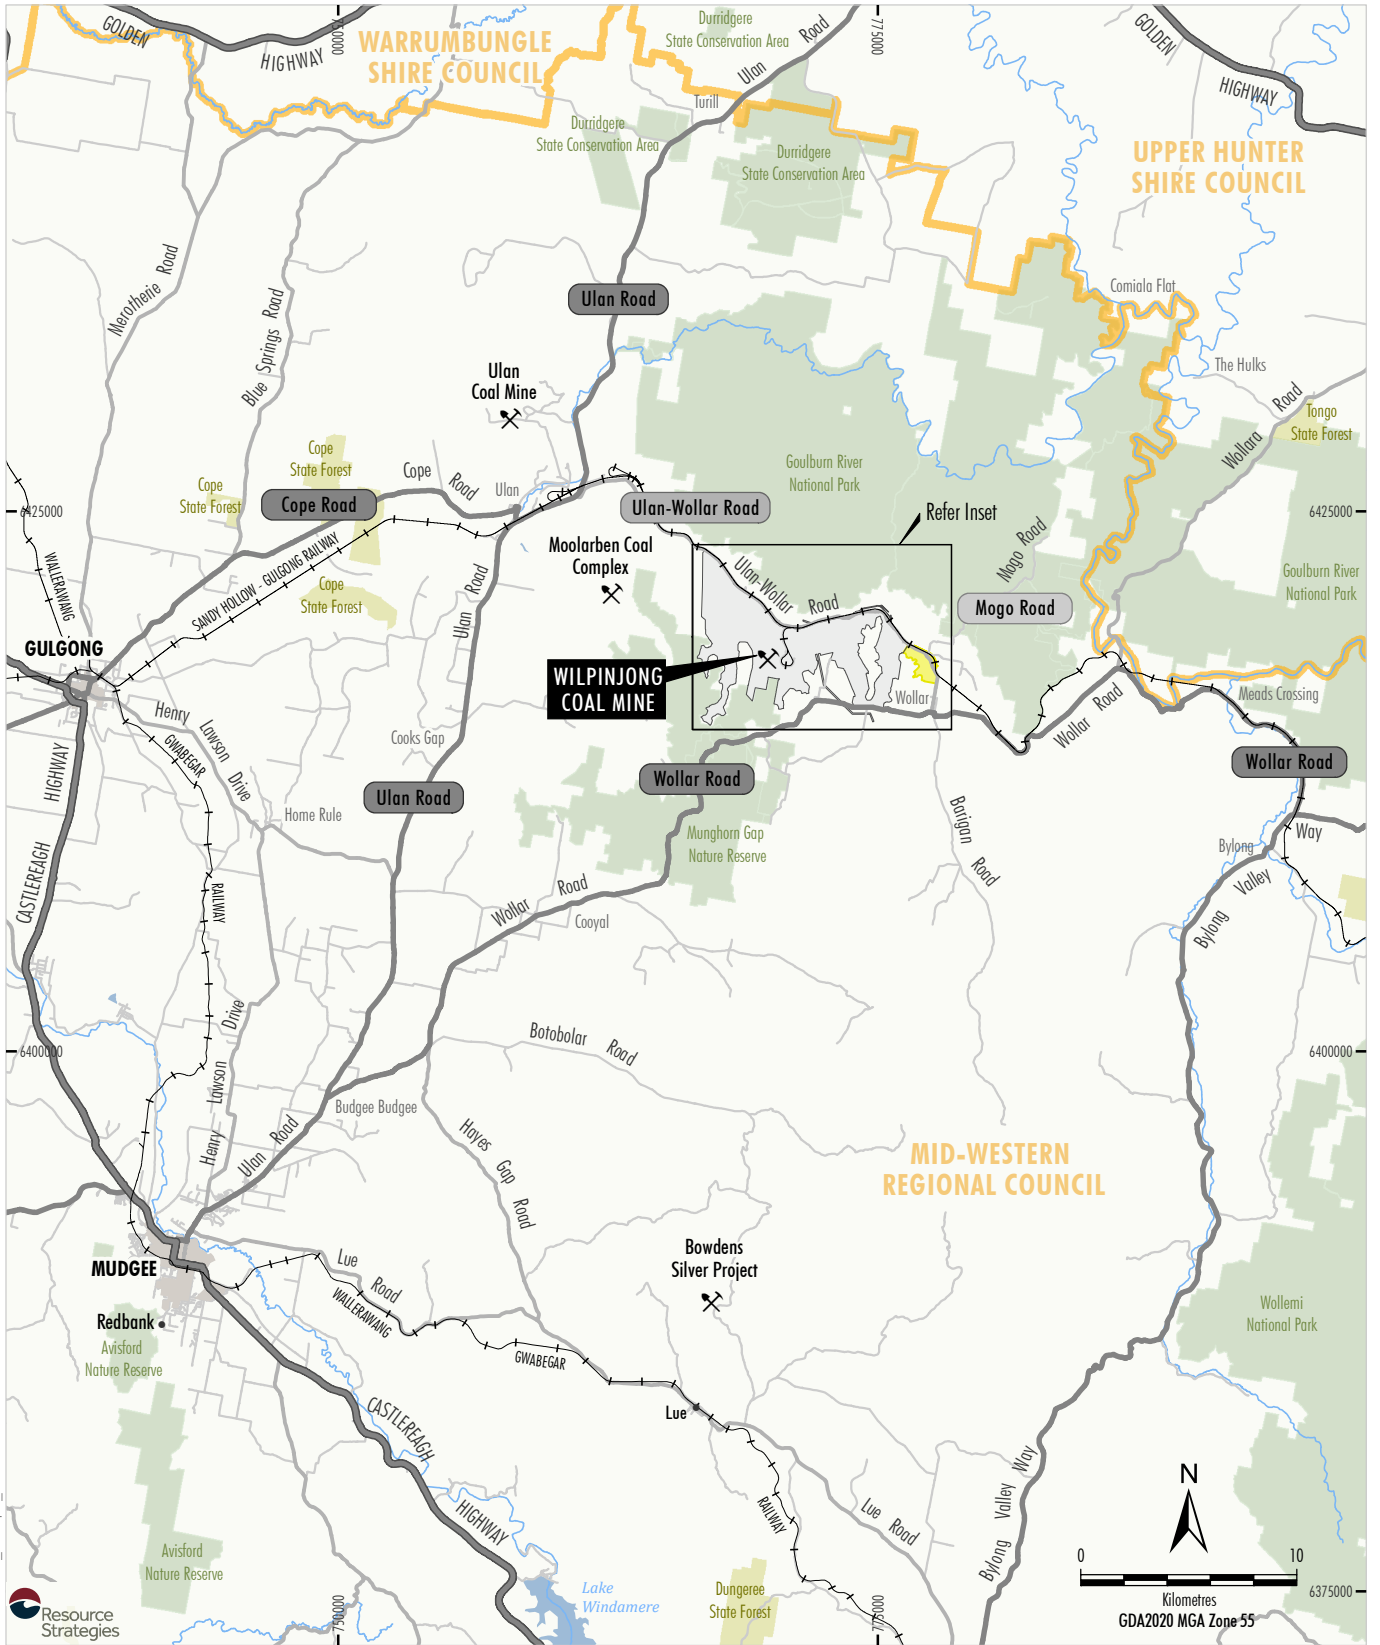 GOLDEN
HIGHWAY
750000
WARRUMBUNGLE
SHIRE COUNCIL
Durridgere
State Conservation Area
Ulan Road
775000
GOLDEN
HIGHWAY
Turill
Durridgere
State Conservation Area
Durridgere
State Conservation Area
UPPER HUNTER
SHIRE COUNCIL
Merotherie Road
Blue Springs Road
Ulan Road
Comiala Flat
The Hulks
Wollara Road
Tongo
State Forest
Ulan
Coal Mine
Cope
State Forest
Cope
State Forest
Cope Road
Cope Road
Ulan
Goulburn River
National Park
Ulan-Wollar Road
Refer Inset
6425000
6425000
WALLERAWANG
SANDY HOLLOW - GULGONG RAILWAY
Moolarben Coal
Complex
Ulan-Wollar Road
Mogo Road
Mogo Road
Goulburn River
National Park
Cope
State Forest
Ulan Road
GULGONG
WILPINJONG
COAL MINE
Wollar
Wollar Road
Meads Crossing
Henry Lawson Drive
GWABEGAR
Cooks Gap
HIGHWAY
Wollar Road
Wollar Road
Ulan Road
Home Rule
Barigan Road
Way
Munghorn Gap
Nature Reserve
Bylong
Valley
Bylong
CASTLEREAGH
RAILWAY
Wollar Road
Cooyal
Drive
Botobolar Road
6400000
6400000
Lawson
Budgee Budgee
Henry
Ulan Road
Hayes Gap Road
MID-WESTERN
REGIONAL COUNCIL
MUDGEE
Lue Road
WALLERAWANG
Bowdens
Silver Project
Redbank
Avisford
Nature Reserve
GWABEGAR
Wollemi
National Park
Lue
CASTLEREAGH
HIGHWAY
RAILWAY
Lue Road
Bylong Valley Way
N
0 10
Kilometres
GDA2020 MGA Zone 55
Avisford
Nature Reserve
Lake
Windamere
Dungeree
State Forest
6375000
Resource
Strategies
750000
775000